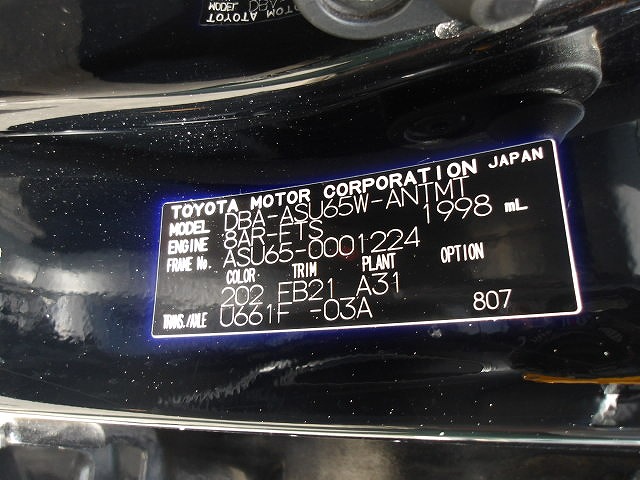 TOYOTA MOTOR CORPORATION JAPAN
MODEL DBA-ASU65W-ANTMT
ENGINE 8AR-FTS 1998 mL
FRAME No. ASU65-0001224
COLOR TRIM PLANT OPTION
202 FB21 A31
TRANS./AXLE U661F -03A 807